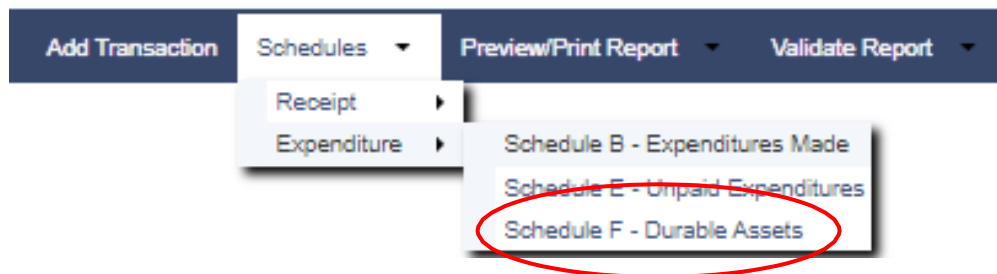 Add Transaction Schedules Preview/Print Report Validate Report
Receipt
Expenditure
Schedule B - Expenditures Made
Schedule E - Unpaid Expenditures
Schedule F - Durable Assets